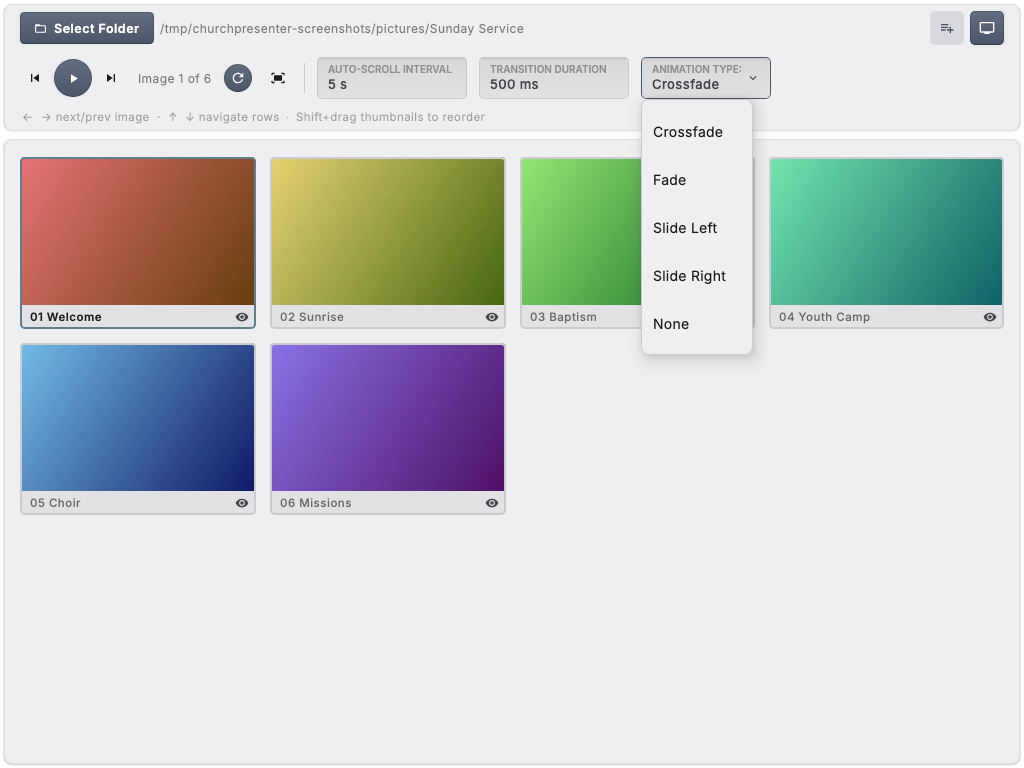 Select Folder /tmp/churchpresenter-screenshots/pictures/Sunday Service
Image 1 of 6
AUTO-SCROLL INTERVAL
5 s
TRANSITION DURATION
500 ms
ANIMATION TYPE:
Crossfade
← → next/prev image · ↑ ↓ navigate rows · Shift+drag thumbnails to reorder
Crossfade
Fade
Slide Left
Slide Right
None
01 Welcome
02 Sunrise
03 Baptism
04 Youth Camp
05 Choir
06 Missions